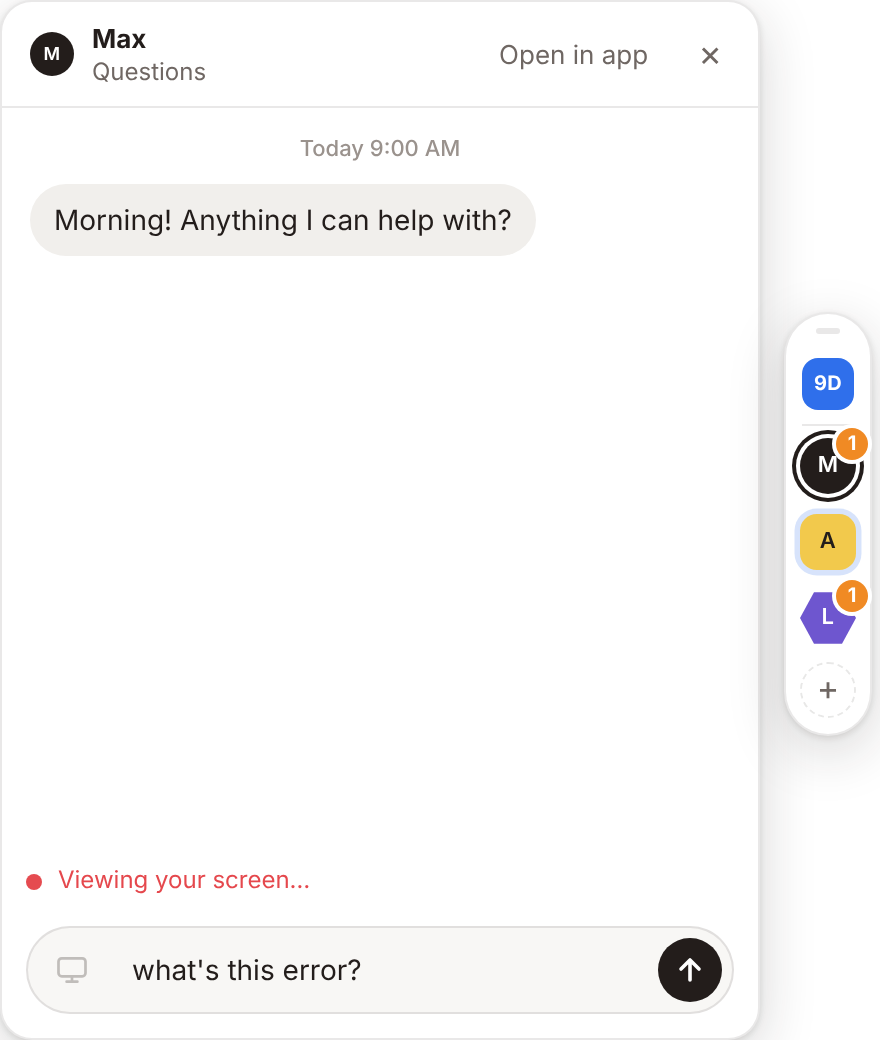 M
Max
Questions
Open in app
Today 9:00 AM
Morning! Anything I can help with?
9D
M
1
A
L
1
Viewing your screen...
what's this error?